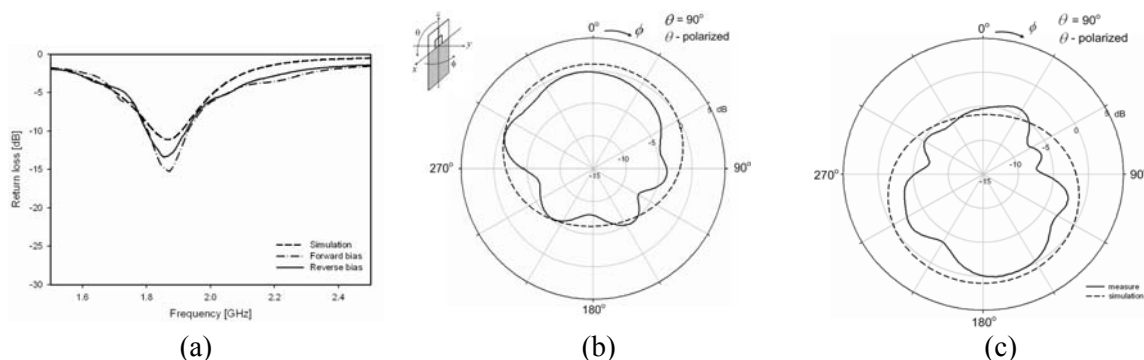 0
-5
-10
-15
-20
-25
-30
Return loss [dB]
Simulation
Forward bias
Reverse bias
1.6 1.8 2.0 2.2 2.4
Frequency [GHz]
(a)
θ
z
y
x
ϕ
0°
ϕ
θ = 90°
θ - polarized
5 dB
0
-5
-10
-15
270°
90°
180°
(b)
0°
ϕ
θ = 90°
θ - polarized
5 dB
0
-5
-10
-15
270°
90°
measure
simulation
180°
(c)